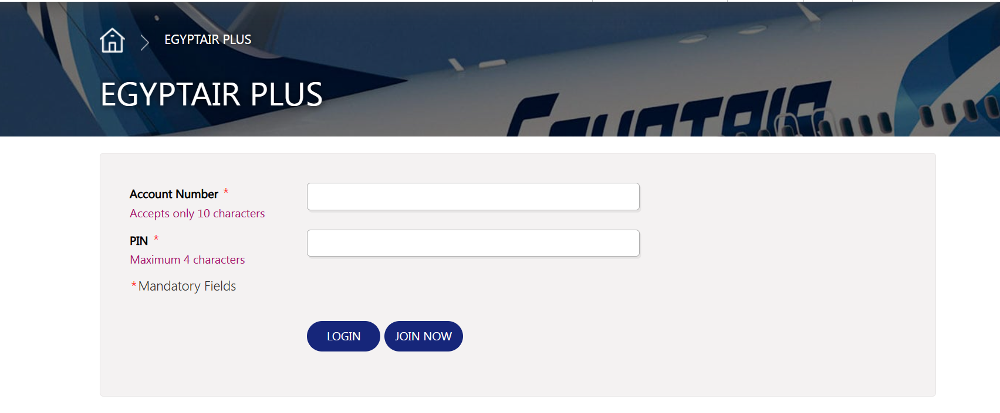 EGYPTAIR PLUS
EGYPTAIR PLUS
EGYPTAIR
Account Number *
Accepts only 10 characters
PIN *
Maximum 4 characters
*Mandatory Fields
LOGIN
JOIN NOW